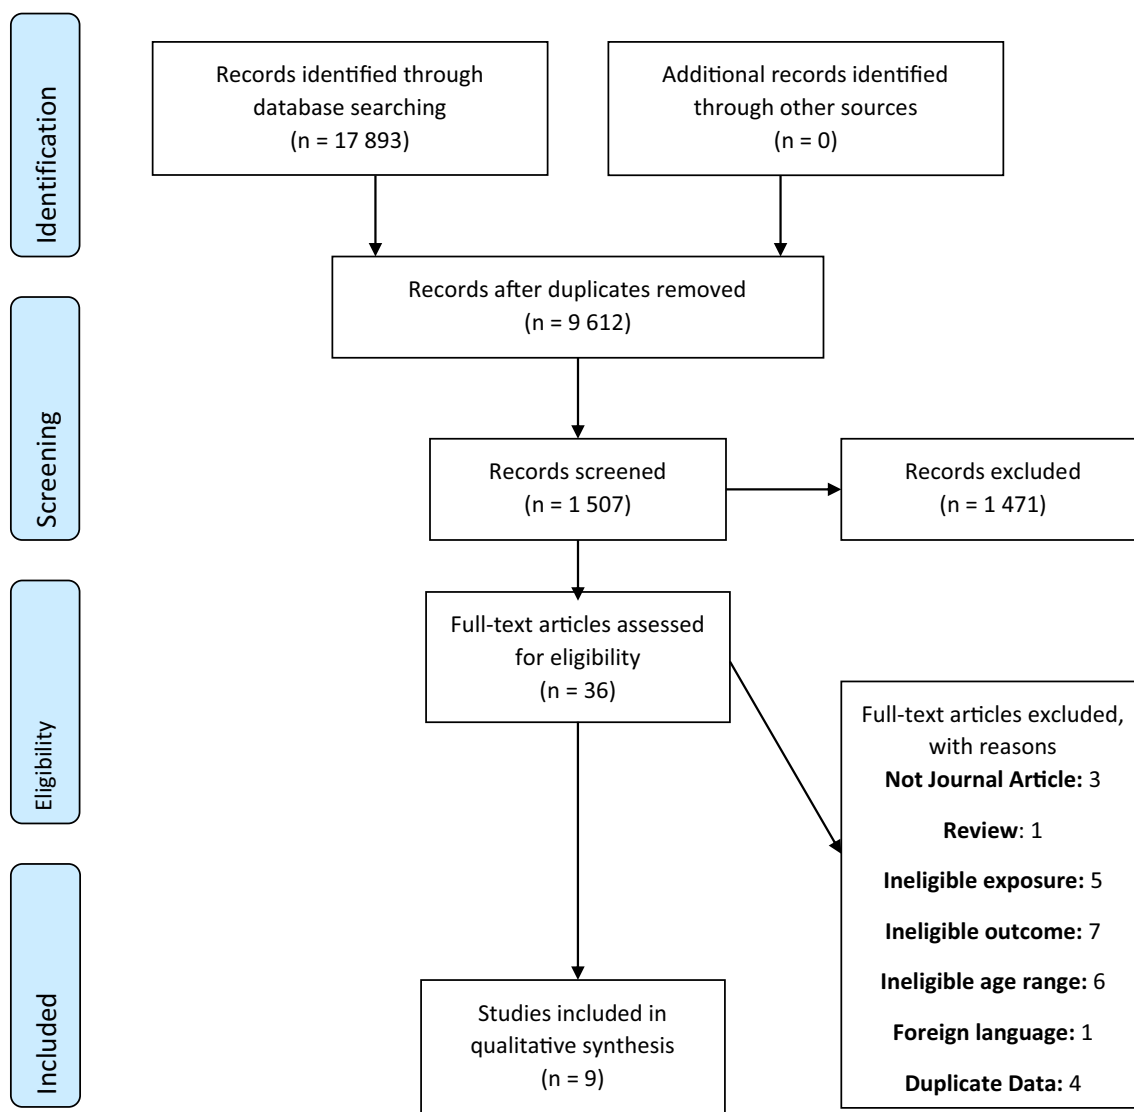 Identification
Records identified through
database searching
(n = 17 893)
Additional records identified
through other sources
(n = 0)
Records after duplicates removed
(n = 9 612)
Screening
Records screened
(n = 1 507)
Records excluded
(n = 1 471)
Eligibility
Full-text articles assessed
for eligibility
(n = 36)
Full-text articles excluded,
with reasons
Not Journal Article: 3
Review: 1
Ineligible exposure: 5
Ineligible outcome: 7
Ineligible age range: 6
Foreign language: 1
Duplicate Data: 4
Included
Studies included in
qualitative synthesis
(n = 9)